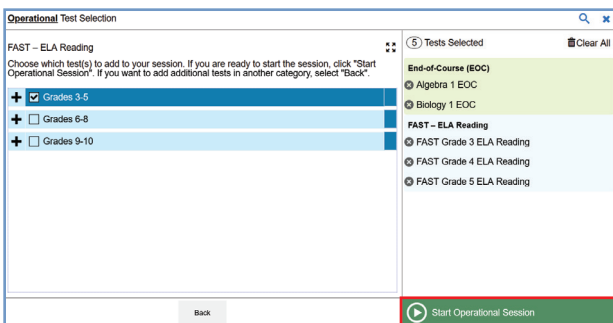 Operational Test Selection
FAST – ELA Reading
Choose which test(s) to add to your session. If you are ready to start the session, click "Start
Operational Session". If you want to add additional tests in another category, select "Back".
Grades 3-5
Grades 6-8
Grades 9-10
Back
5 Tests Selected
Clear All
End-of-Course (EOC)
Algebra 1 EOC
Biology 1 EOC
FAST – ELA Reading
FAST Grade 3 ELA Reading
FAST Grade 4 ELA Reading
FAST Grade 5 ELA Reading
Start Operational Session